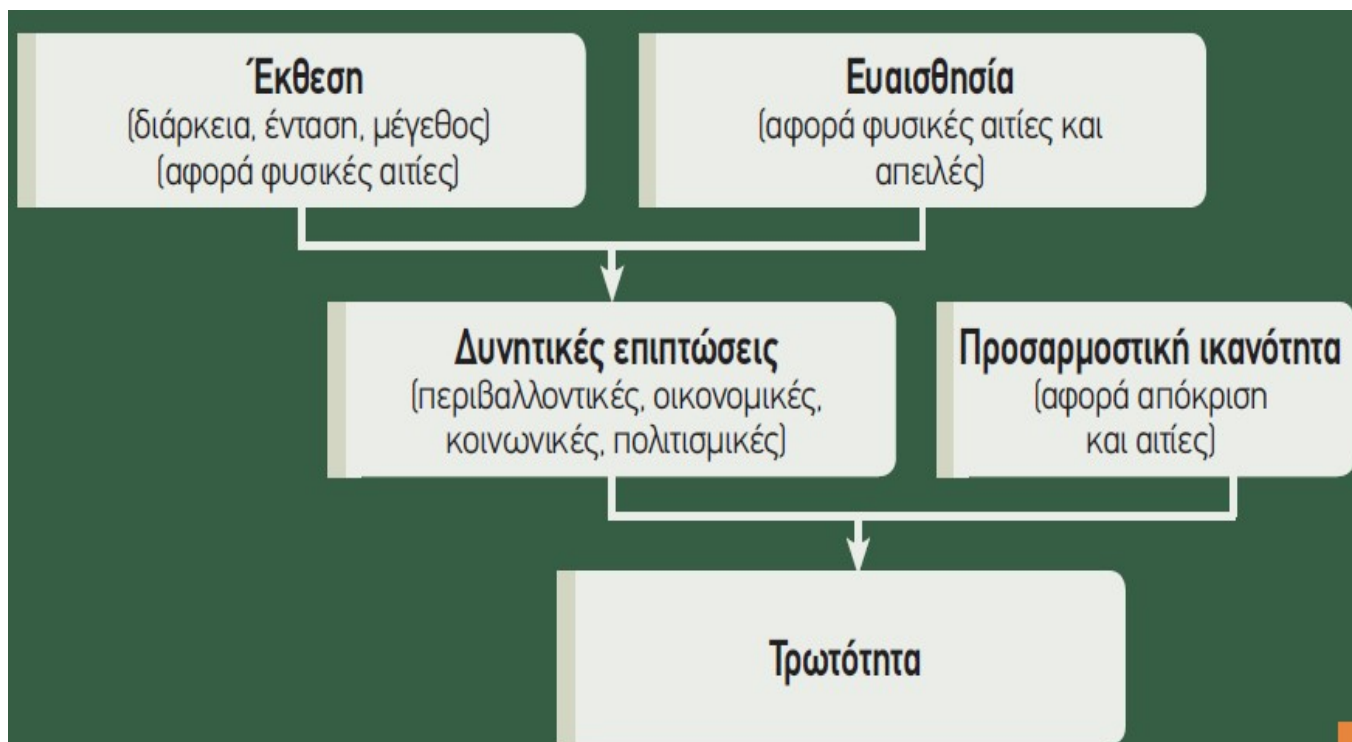 Έκθεση
(διάρκεια, ένταση, μέγεθος)
(αφορά φυσικές αιτίες)
Ευαισθησία
(αφορά φυσικές αιτίες και
απειλές)
Δυνητικές επιπτώσεις
(περιβαλλοντικές, οικονομικές,
κοινωνικές, πολιτισμικές)
Προσαρμοστική ικανότητα
(αφορά απόκριση
και αιτίες)
Τρωτότητα